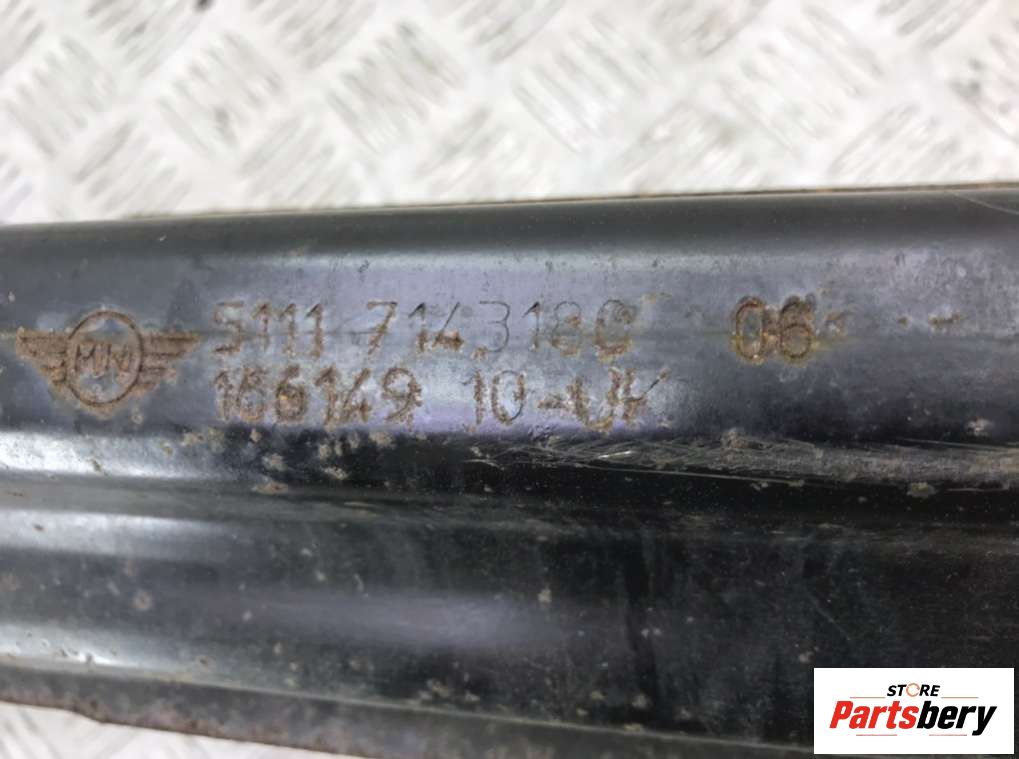 MINI 5111 7143180 06
166149 10-UK
STORE
Partsbery